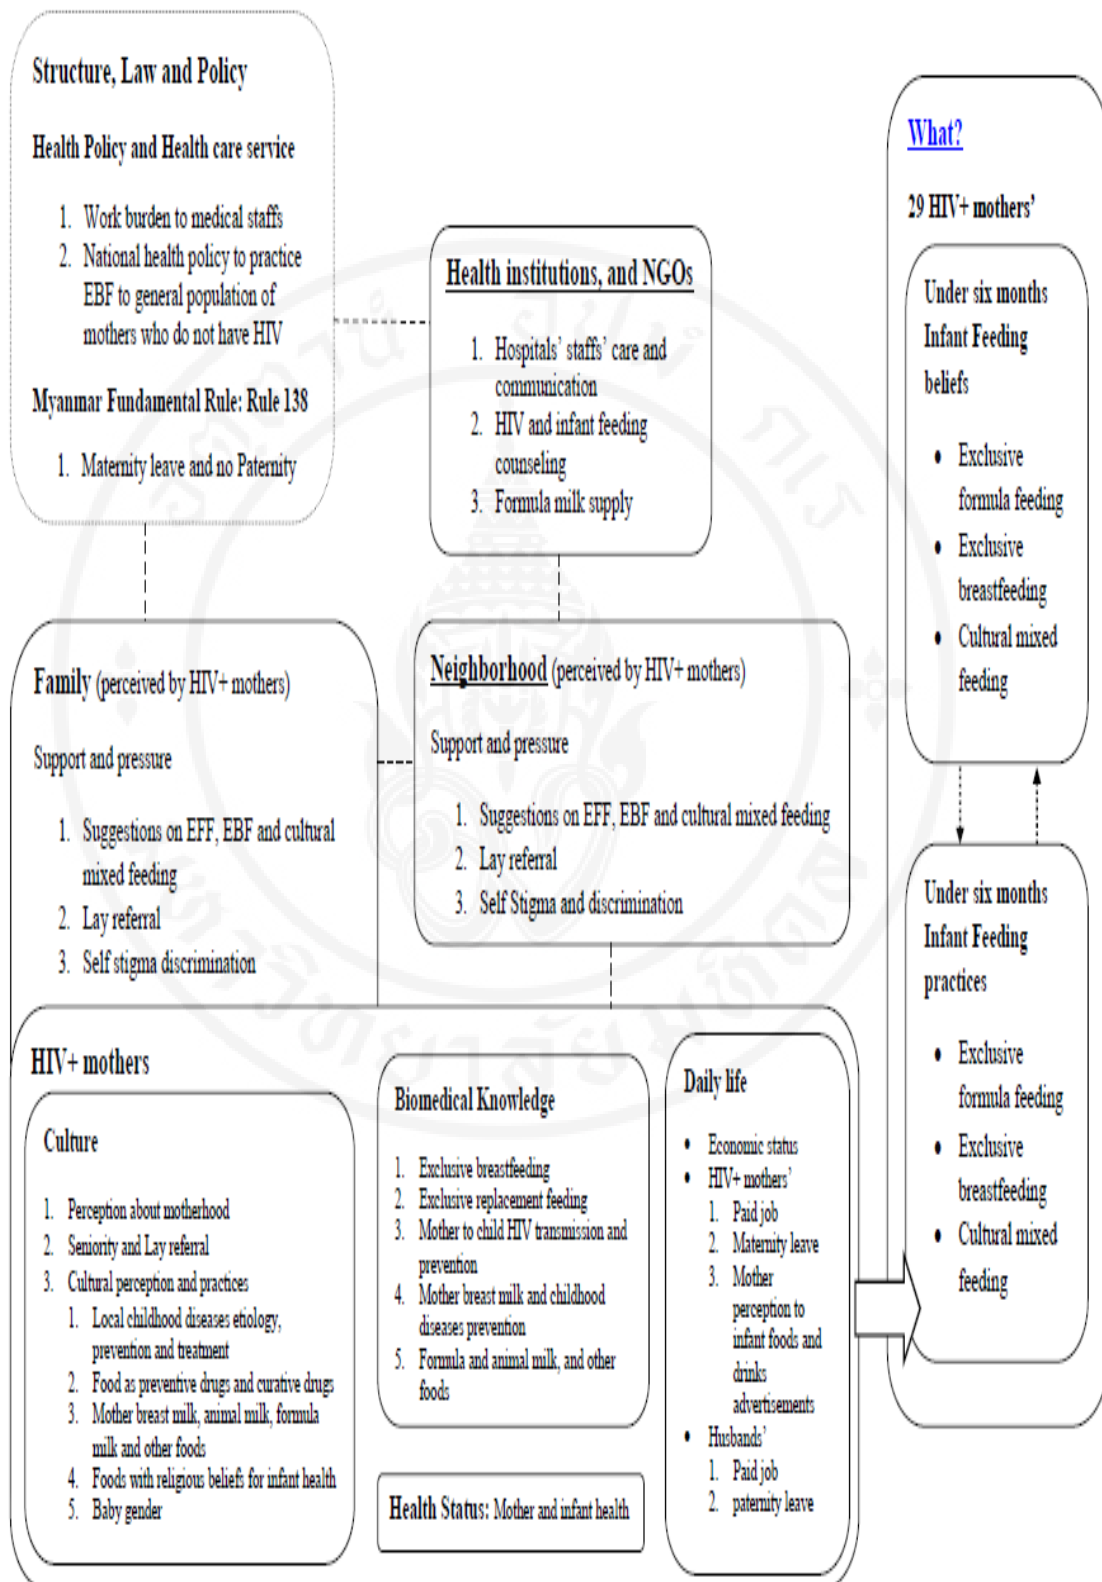 Structure, Law and Policy
Health Policy and Health care service
1. Work burden to medical staffs
2. National health policy to practice
EBF to general population of
mothers who do not have HIV
Myanmar Fundamental Rule: Rule 138
1. Maternity leave and no Paternity
Health institutions, and NGOs
1. Hospitals' staffs' care and
communication
2. HIV and infant feeding
counseling
3. Formula milk supply
Family (perceived by HIV+ mothers)
Support and pressure
1. Suggestions on EFF, EBF and cultural
mixed feeding
2. Lay referral
3. Self stigma discrimination
Neighborhood (perceived by HIV+ mothers)
Support and pressure
1. Suggestions on EFF, EBF and cultural mixed feeding
2. Lay referral
3. Self Stigma and discrimination
HIV+ mothers
Culture
1. Perception about motherhood
2. Seniority and Lay referral
3. Cultural perception and practices
1. Local childhood diseases etiology,
prevention and treatment
2. Food as preventive drugs and curative drugs
3. Mother breast milk, animal milk, formula
milk and other foods
4. Foods with religious beliefs for infant health
5. Baby gender
Biomedical Knowledge
1. Exclusive breastfeeding
2. Exclusive replacement feeding
3. Mother to child HIV transmission and
prevention
4. Mother breast milk and childhood
diseases prevention
5. Formula and animal milk, and other
foods
Health Status: Mother and infant health
Daily life
• Economic status
• HIV+ mothers'
1. Paid job
2. Maternity leave
3. Mother
perception to
infant foods and
drinks
advertisements
• Husbands'
1. Paid job
2. paternity leave
What?
29 HIV+ mothers'
Under six months
Infant Feeding
beliefs
• Exclusive
formula feeding
• Exclusive
breastfeeding
• Cultural mixed
feeding
Under six months
Infant Feeding
practices
• Exclusive
formula feeding
• Exclusive
breastfeeding
• Cultural mixed
feeding
มหาวิทยาลัยมหิดล